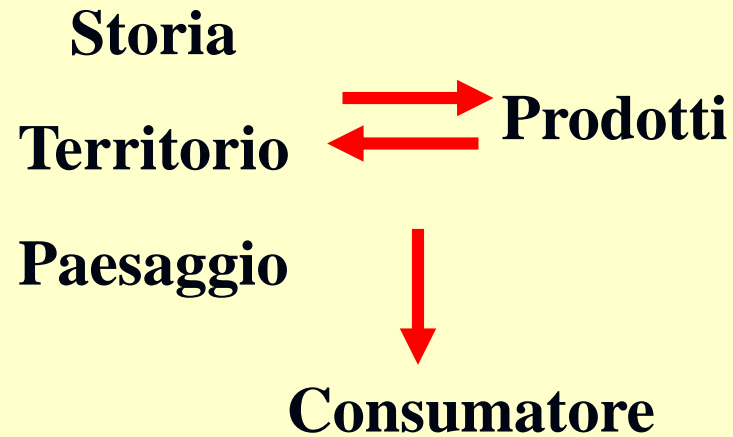 Storia
Prodotti
Territorio
Paesaggio
Consumatore